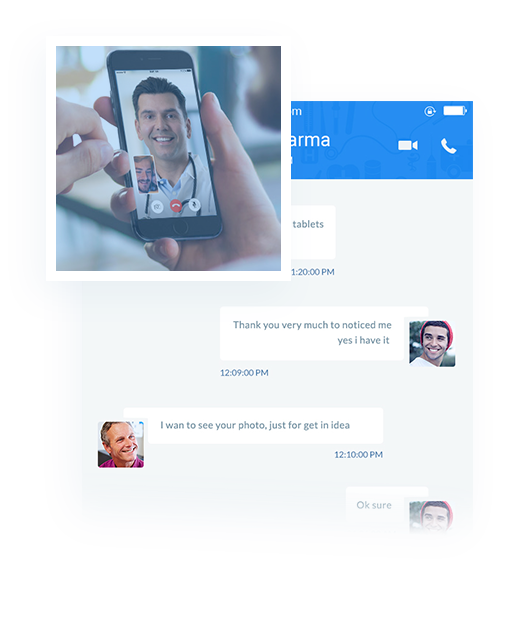 m
arma
tablets
1:20:00 PM
Thank you very much to noticed me
yes i have it
12:09:00 PM
I wan to see your photo, just for get in idea
12:10:00 PM
Ok sure